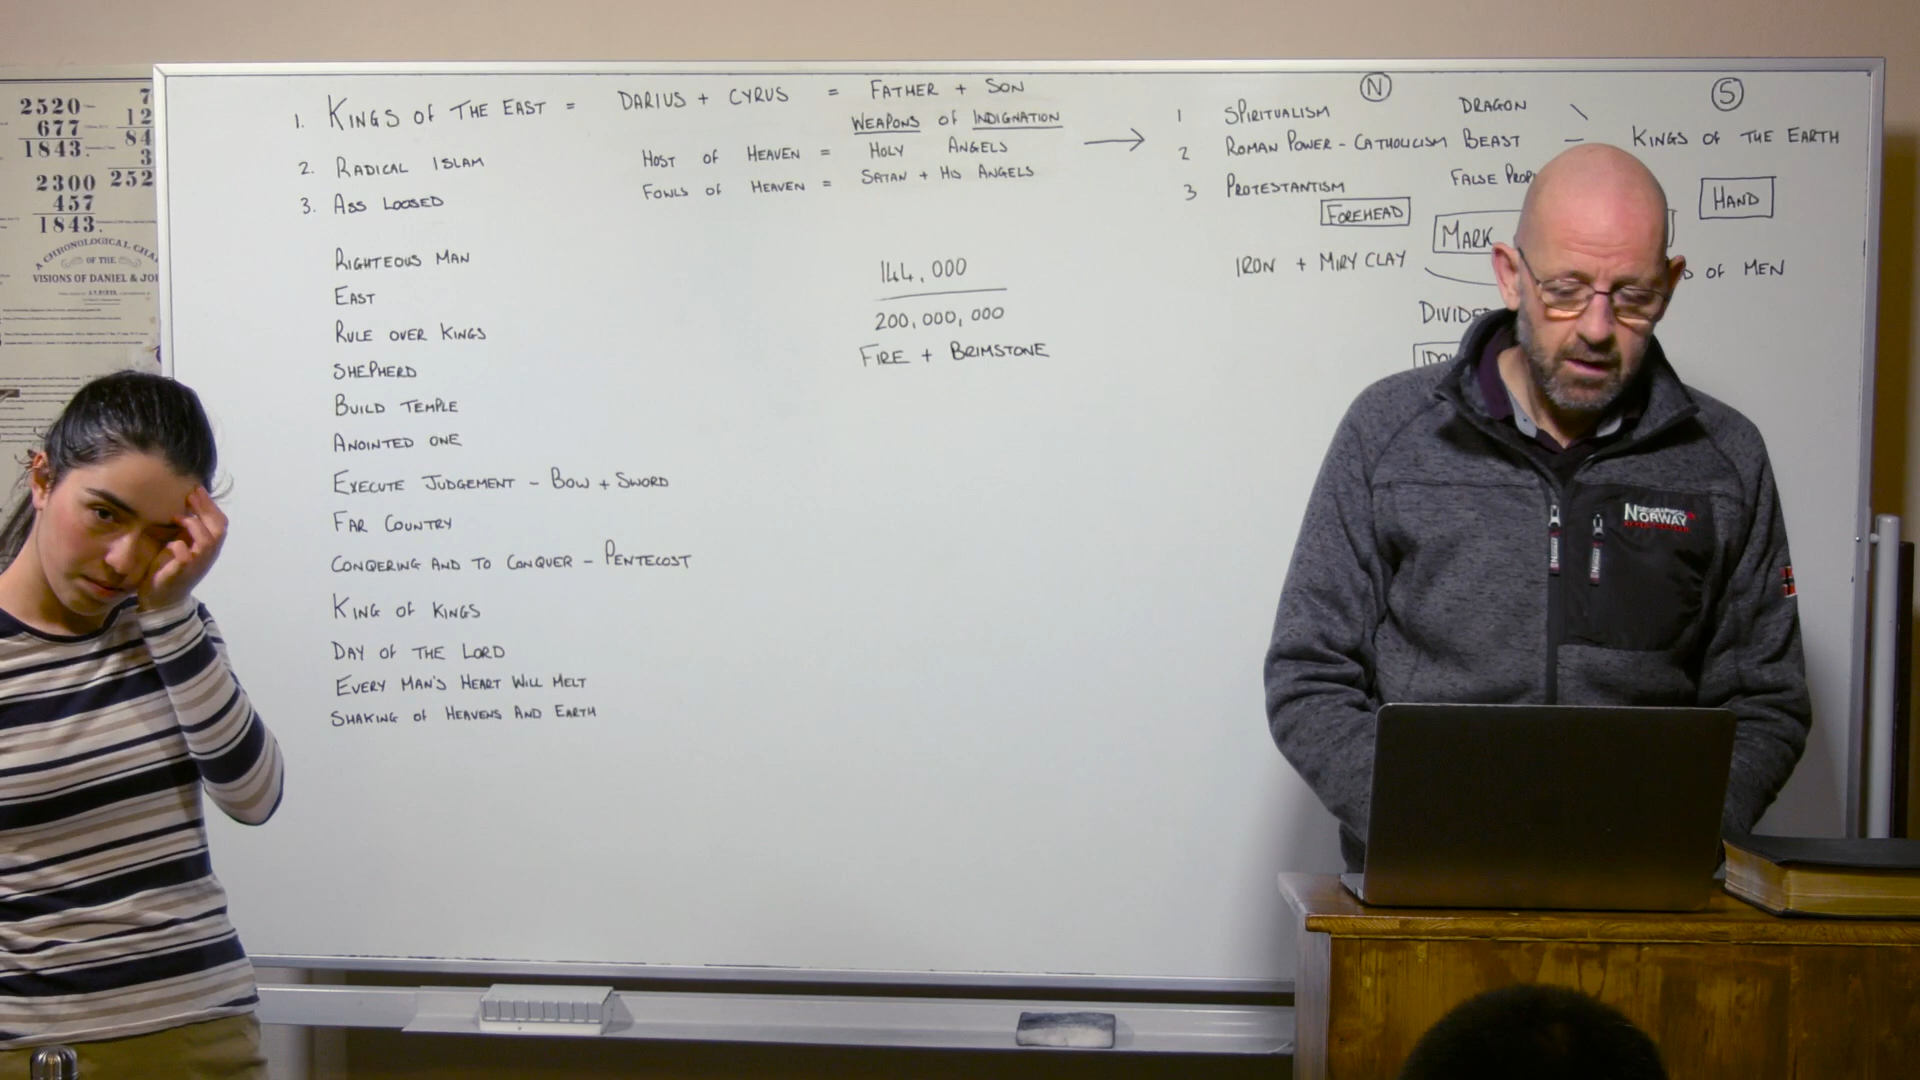 2520- 7
677 12
1843. 84
3
2300 252
457
1843.
A CHRONOLOGICAL
OF THE
VISIONS OF DANIEL &
1. KINGS OF THE EAST = DARIUS + CYRUS = FATHER + SON
WEAPONS OF INDIGNATION
2. RADICAL ISLAM
HOST OF HEAVEN = HOLY ANGELS
FOWLS OF HEAVEN = SATAN + HIS ANGELS
3. ASS LOOSED
RIGHTEOUS MAN
EAST
RULE OVER KINGS
SHEPHERD
BUILD TEMPLE
ANOINTED ONE
EXECUTE JUDGEMENT - BOW + SWORD
FAR COUNTRY
CONQERING AND TO CONQUER - PENTECOST
KING OF KINGS
DAY OF THE LORD
EVERY MAN'S HEART WILL MELT
SHAKING OF HEAVENS AND EARTH
144,000
200,000,000
FIRE + BRIMSTONE
N S
1 SPIRITUALISM DRAGON
2 ROMAN POWER - CATHOLICISM BEAST - KINGS OF THE EARTH
3 PROTESTANTISM FALSE
FOREHEAD HAND
MARK
IRON + MIRY CLAY OF MEN
GEOGRAPHICAL
NORWAY